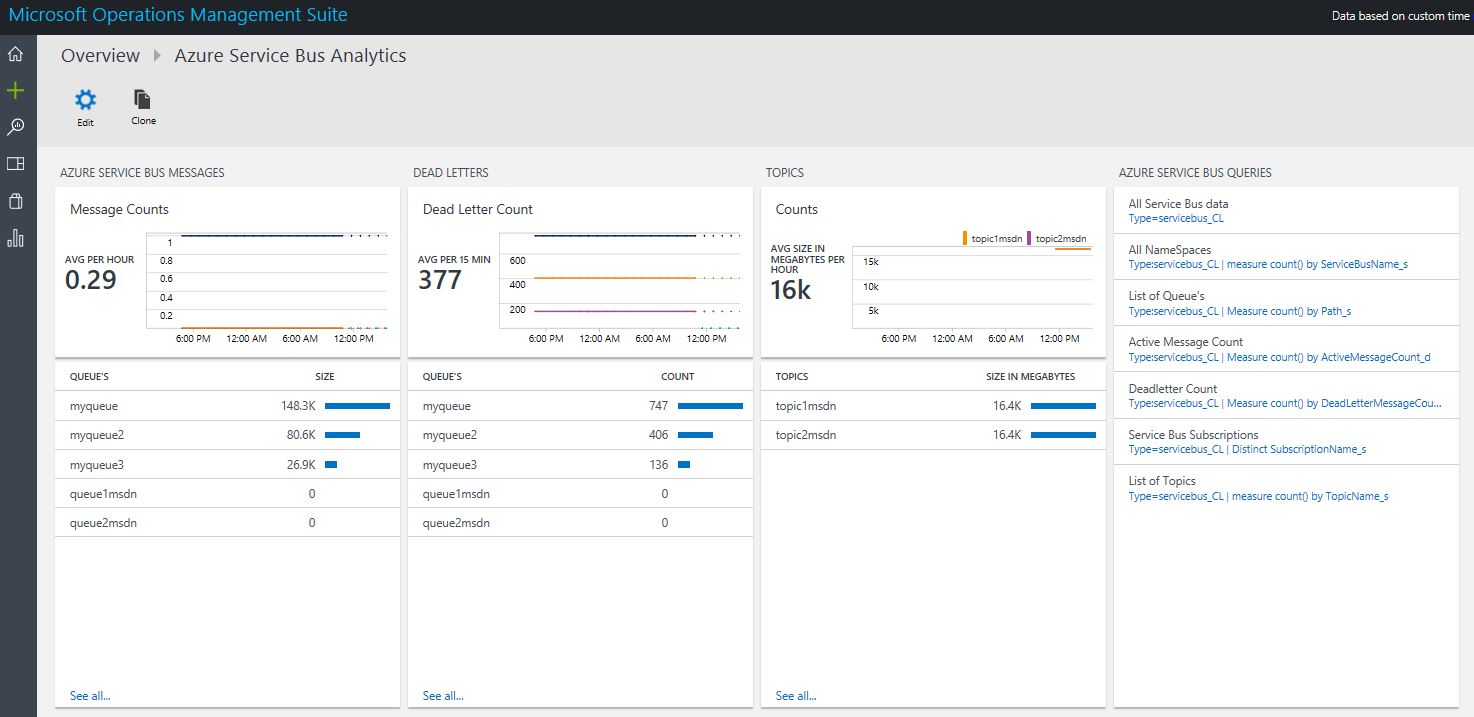 Microsoft Operations Management Suite
Data based on custom time
Overview Azure Service Bus Analytics
Edit
Clone
AZURE SERVICE BUS MESSAGES
Message Counts
AVG PER HOUR
0.29
1
0.8
0.6
0.4
0.2
6:00 PM 12:00 AM 6:00 AM 12:00 PM
QUEUE'S SIZE
myqueue 148.3K
myqueue2 80.6K
myqueue3 26.9K
queue1msdn 0
queue2msdn 0
See all...
DEAD LETTERS
Dead Letter Count
AVG PER 15 MIN
377
600
400
200
6:00 PM 12:00 AM 6:00 AM 12:00 PM
QUEUE'S COUNT
myqueue 747
myqueue2 406
myqueue3 136
queue1msdn 0
queue2msdn 0
See all...
TOPICS
Counts
topic1msdn topic2msdn
AVG SIZE IN
MEGABYTES PER
HOUR
16k
15k
10k
5k
6:00 PM 12:00 AM 6:00 AM 12:00 PM
TOPICS SIZE IN MEGABYTES
topic1msdn 16.4K
topic2msdn 16.4K
See all...
AZURE SERVICE BUS QUERIES
All Service Bus data
Type=servicebus_CL
All NameSpaces
Type:servicebus_CL | measure count() by ServiceBusName_s
List of Queue's
Type:servicebus_CL | Measure count() by Path_s
Active Message Count
Type:servicebus_CL | Measure count() by ActiveMessageCount_d
Deadletter Count
Type:servicebus_CL | Measure count() by DeadLetterMessageCou...
Service Bus Subscriptions
Type=servicebus_CL | Distinct SubscriptionName_s
List of Topics
Type=servicebus_CL | measure count() by TopicName_s